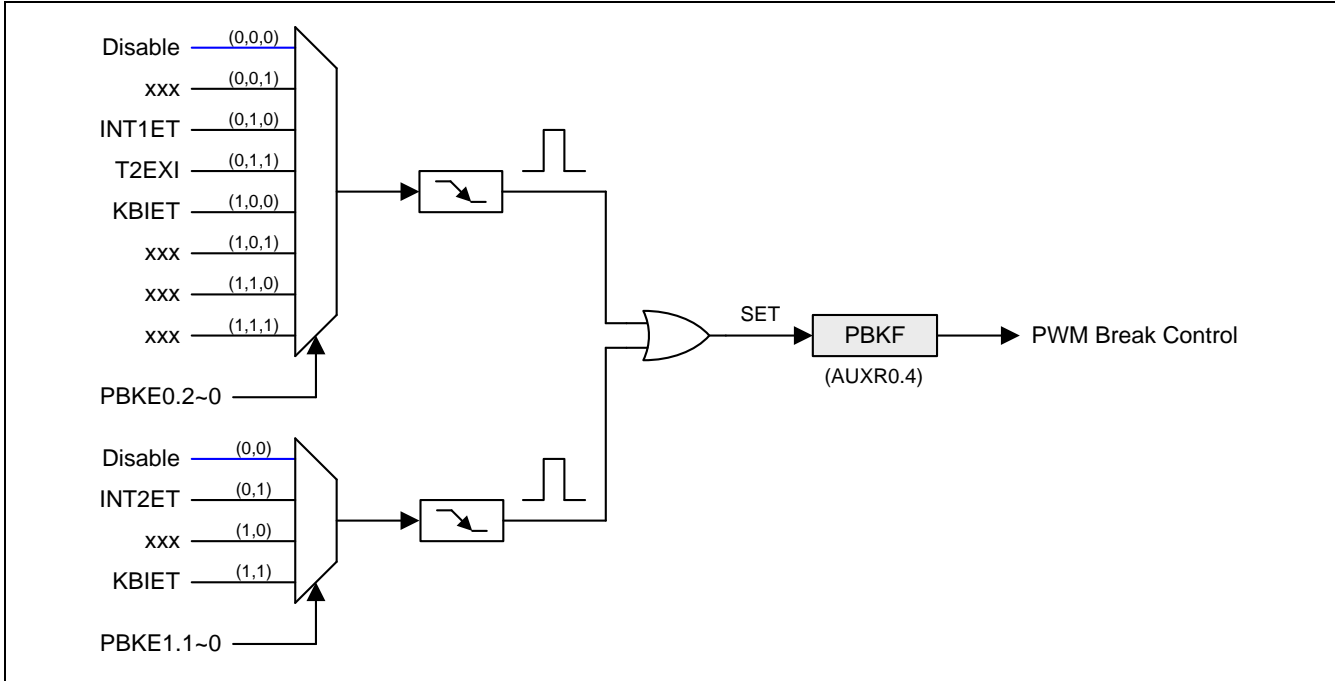 Disable (0,0,0)
xxx (0,0,1)
INT1ET (0,1,0)
T2EXI (0,1,1)
KBIET (1,0,0)
xxx (1,0,1)
xxx (1,1,0)
xxx (1,1,1)
PBKE0.2~0
SET
PBKF
(AUXR0.4)
PWM Break Control
Disable (0,0)
INT2ET (0,1)
xxx (1,0)
KBIET (1,1)
PBKE1.1~0